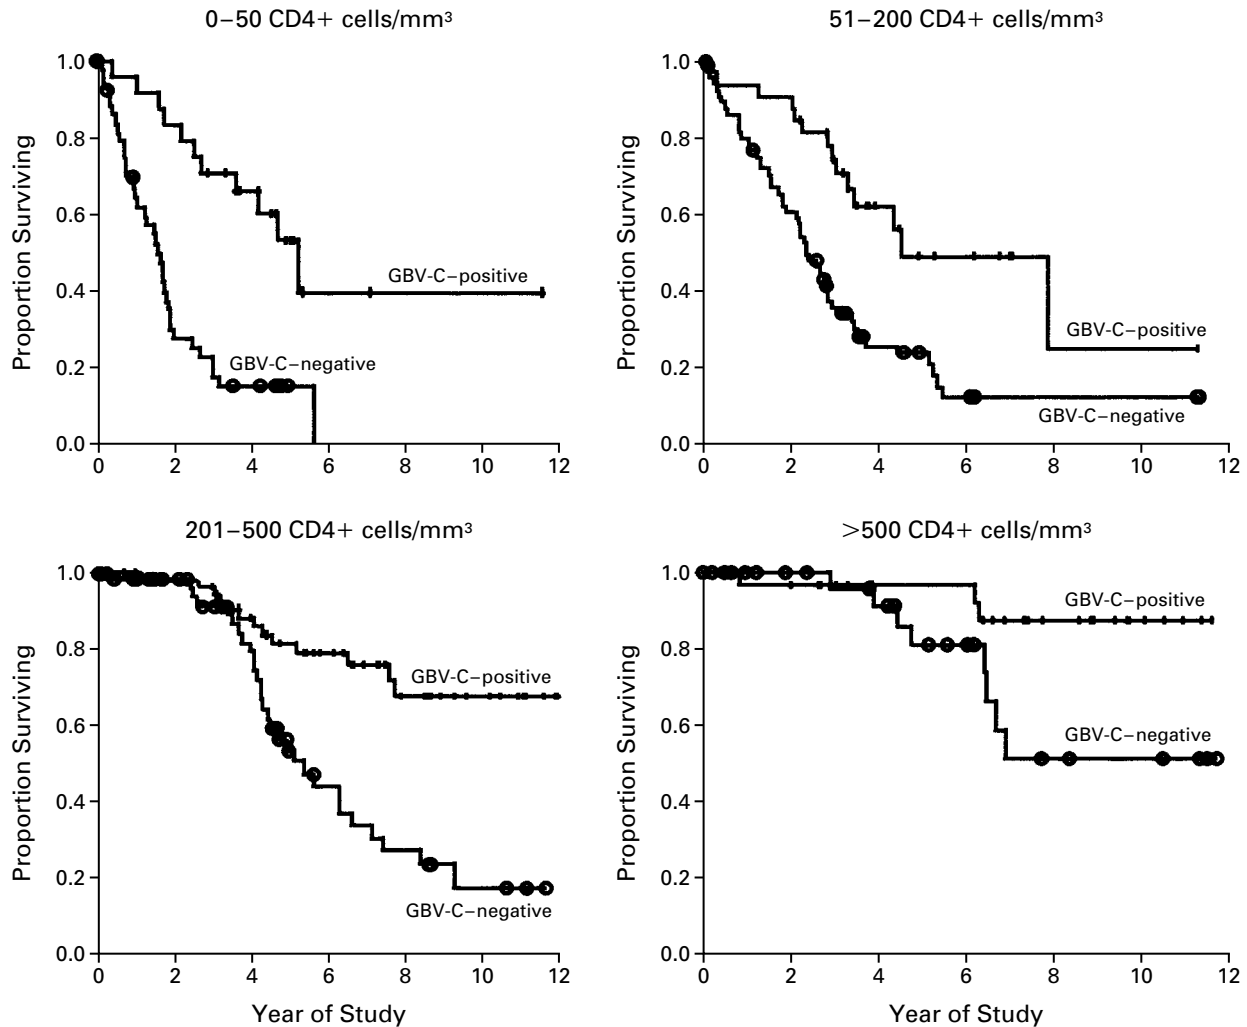 0–50 CD4+ cells/mm³
51–200 CD4+ cells/mm³
Proportion Surviving
1.0
0.8
0.6
0.4
0.2
0.0
GBV-C–positive
GBV-C–negative
0 2 4 6 8 10 12
Proportion Surviving
1.0
0.8
0.6
0.4
0.2
0.0
GBV-C–positive
GBV-C–negative
0 2 4 6 8 10 12
201–500 CD4+ cells/mm³
>500 CD4+ cells/mm³
Proportion Surviving
1.0
0.8
0.6
0.4
0.2
0.0
GBV-C–positive
GBV-C–negative
0 2 4 6 8 10 12
Year of Study
Proportion Surviving
1.0
0.8
0.6
0.4
0.2
0.0
GBV-C–positive
GBV-C–negative
0 2 4 6 8 10 12
Year of Study